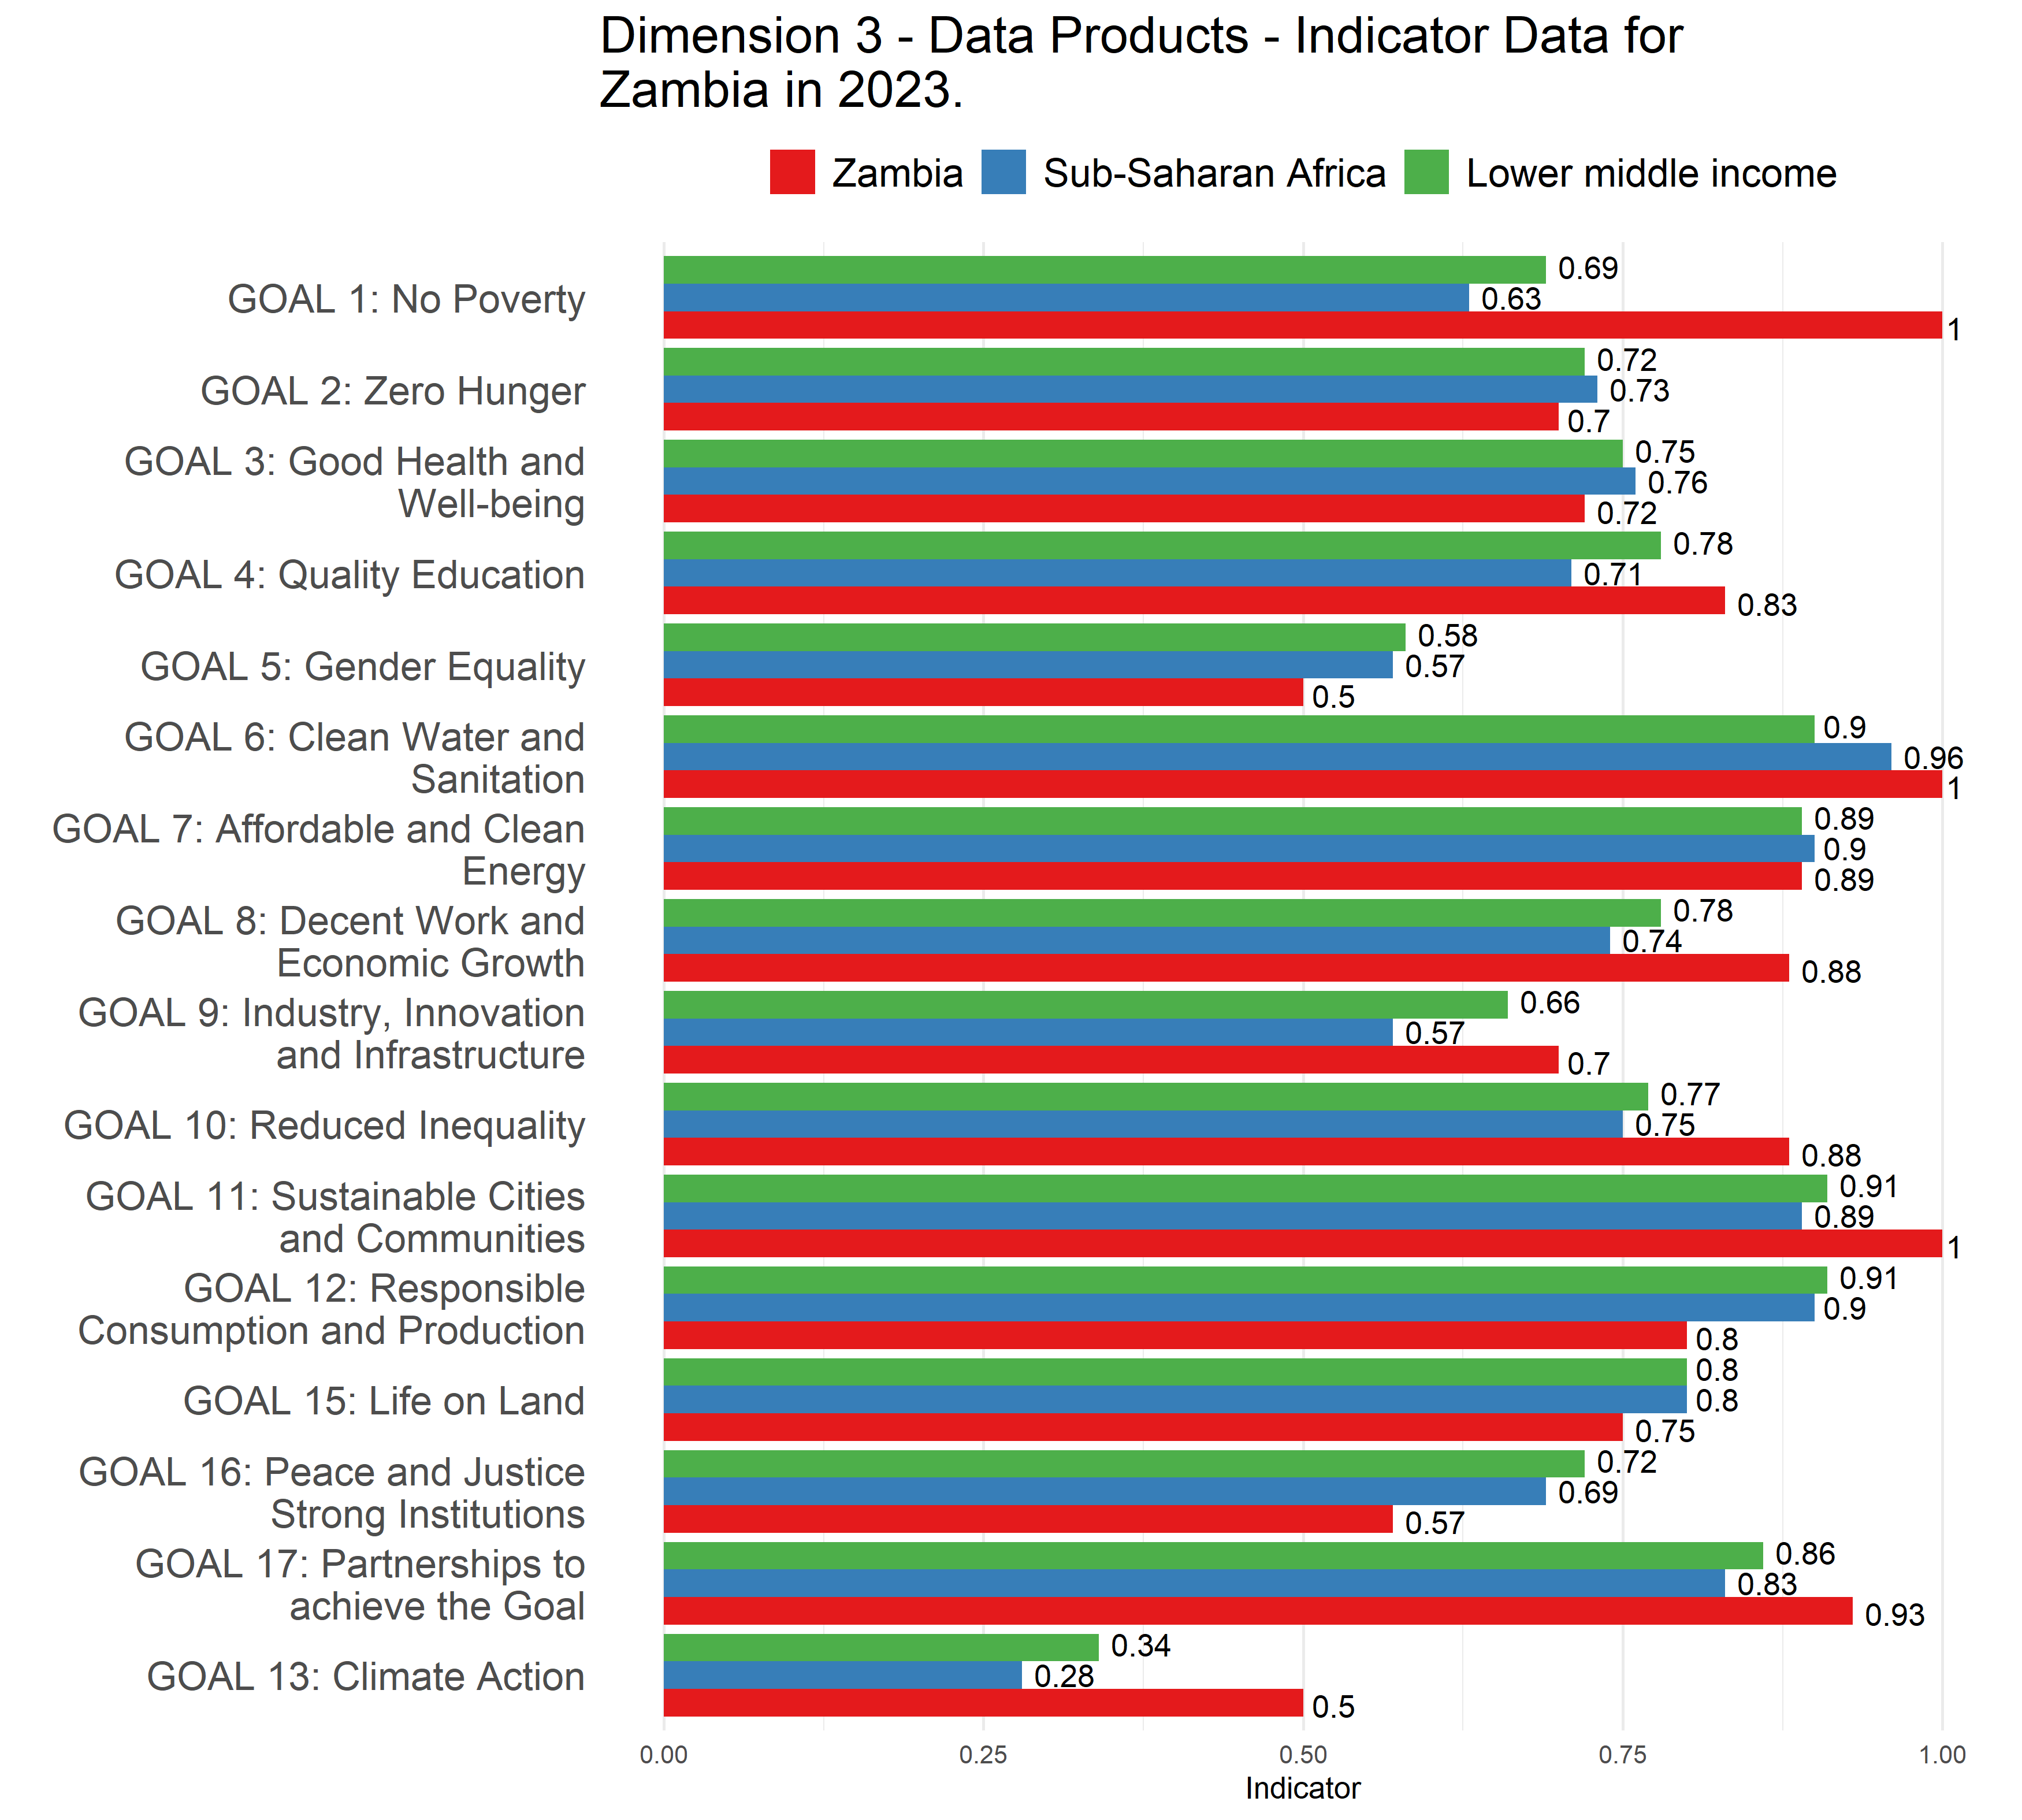 Dimension 3 - Data Products - Indicator Data for
Zambia in 2023.
Zambia
Sub-Saharan Africa
Lower middle income
GOAL 1: No Poverty
0.69
0.63
1
GOAL 2: Zero Hunger
0.72
0.73
0.7
GOAL 3: Good Health and
Well-being
0.75
0.76
0.72
GOAL 4: Quality Education
0.78
0.71
0.83
GOAL 5: Gender Equality
0.58
0.57
0.5
GOAL 6: Clean Water and
Sanitation
0.9
0.96
1
GOAL 7: Affordable and Clean
Energy
0.89
0.9
0.89
GOAL 8: Decent Work and
Economic Growth
0.78
0.74
0.88
GOAL 9: Industry, Innovation
and Infrastructure
0.66
0.57
0.7
GOAL 10: Reduced Inequality
0.77
0.75
0.88
GOAL 11: Sustainable Cities
and Communities
0.91
0.89
1
GOAL 12: Responsible
Consumption and Production
0.91
0.9
0.8
GOAL 15: Life on Land
0.8
0.8
0.75
GOAL 16: Peace and Justice
Strong Institutions
0.72
0.69
0.57
GOAL 17: Partnerships to
achieve the Goal
0.86
0.83
0.93
GOAL 13: Climate Action
0.34
0.28
0.5
0.00
0.25
0.50
0.75
1.00
Indicator